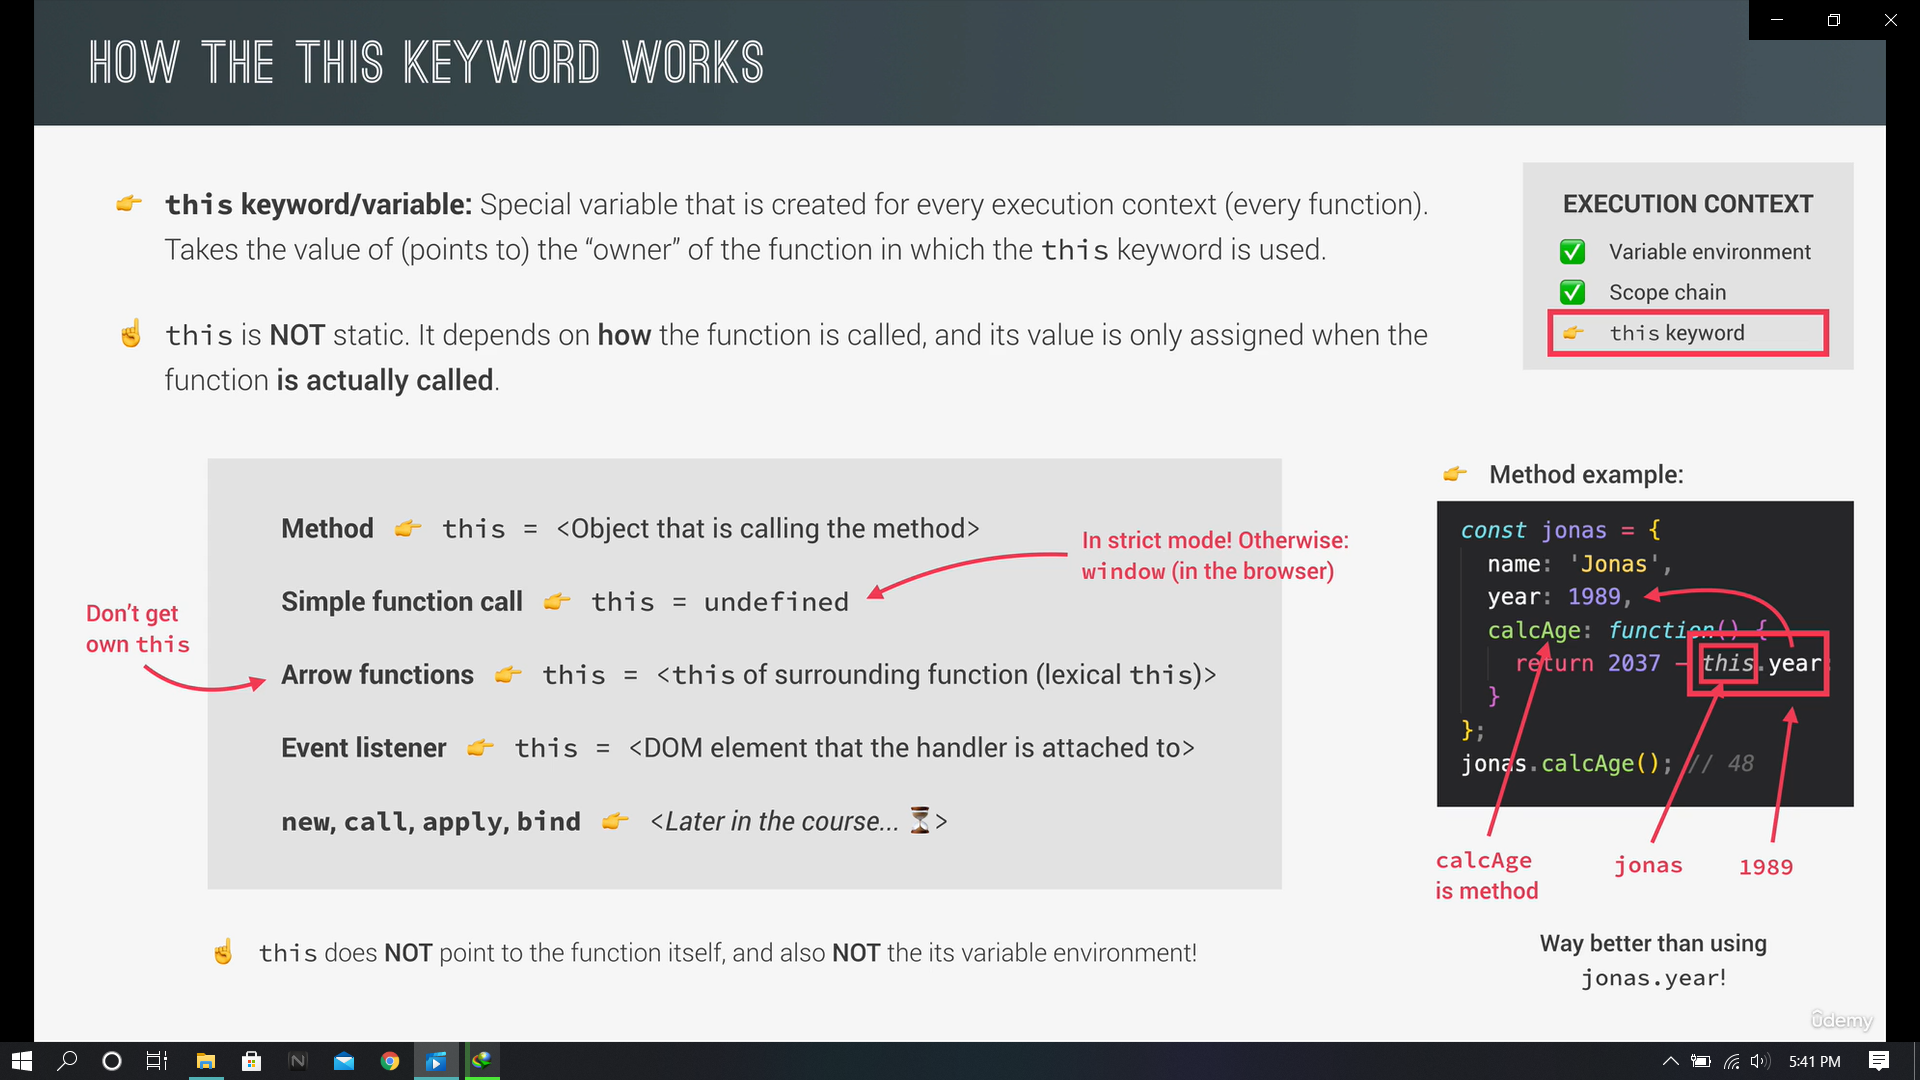 HOW THE THIS KEYWORD WORKS
this keyword/variable: Special variable that is created for every execution context (every function).
Takes the value of (points to) the “owner” of the function in which the this keyword is used.
this is NOT static. It depends on how the function is called, and its value is only assigned when the
function is actually called.
EXECUTION CONTEXT
Variable environment
Scope chain
this keyword
Method 👉 this = <Object that is calling the method>
In strict mode! Otherwise:
window (in the browser)
Simple function call 👉 this = undefined
Don’t get
own this
Arrow functions 👉 this = <this of surrounding function (lexical this)>
Event listener 👉 this = <DOM element that the handler is attached to>
new, call, apply, bind 👉 <Later in the course... ⏳>
this does NOT point to the function itself, and also NOT the its variable environment!
Method example:
const jonas = {
name: 'Jonas',
year: 1989,
calcAge: function() {
return 2037 - this.year
}
};
jonas.calcAge(); // 48
calcAge
is method
jonas
1989
Way better than using
jonas.year!
ûdemy
5:41 PM